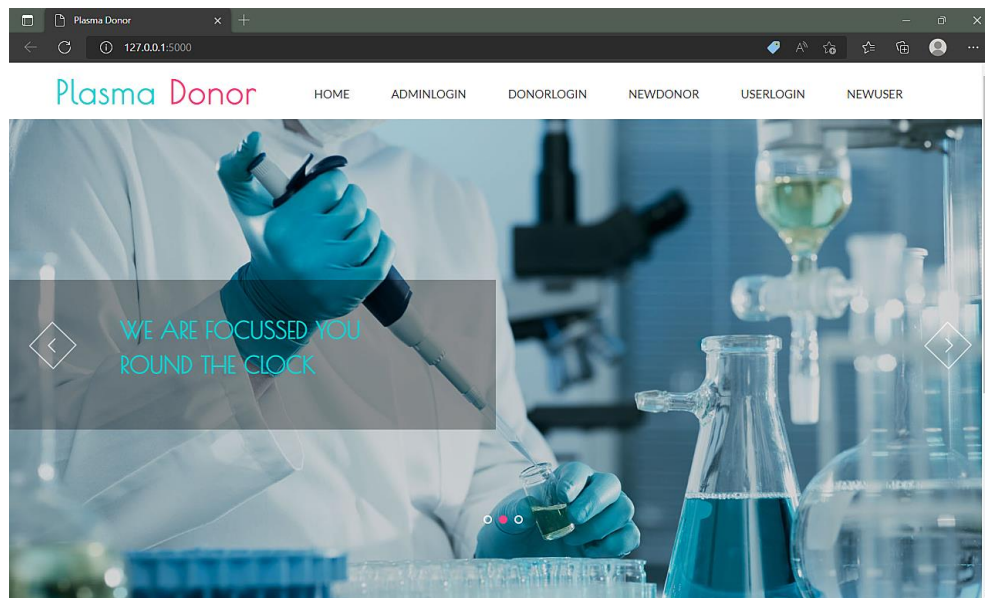 Plasma Donor
127.0.0.1:5000
Plasma Donor HOME ADMINLOGIN DONORLOGIN NEWDONOR USERLOGIN NEWUSER
WE ARE FOCUSSED YOU
ROUND THE CLOCK